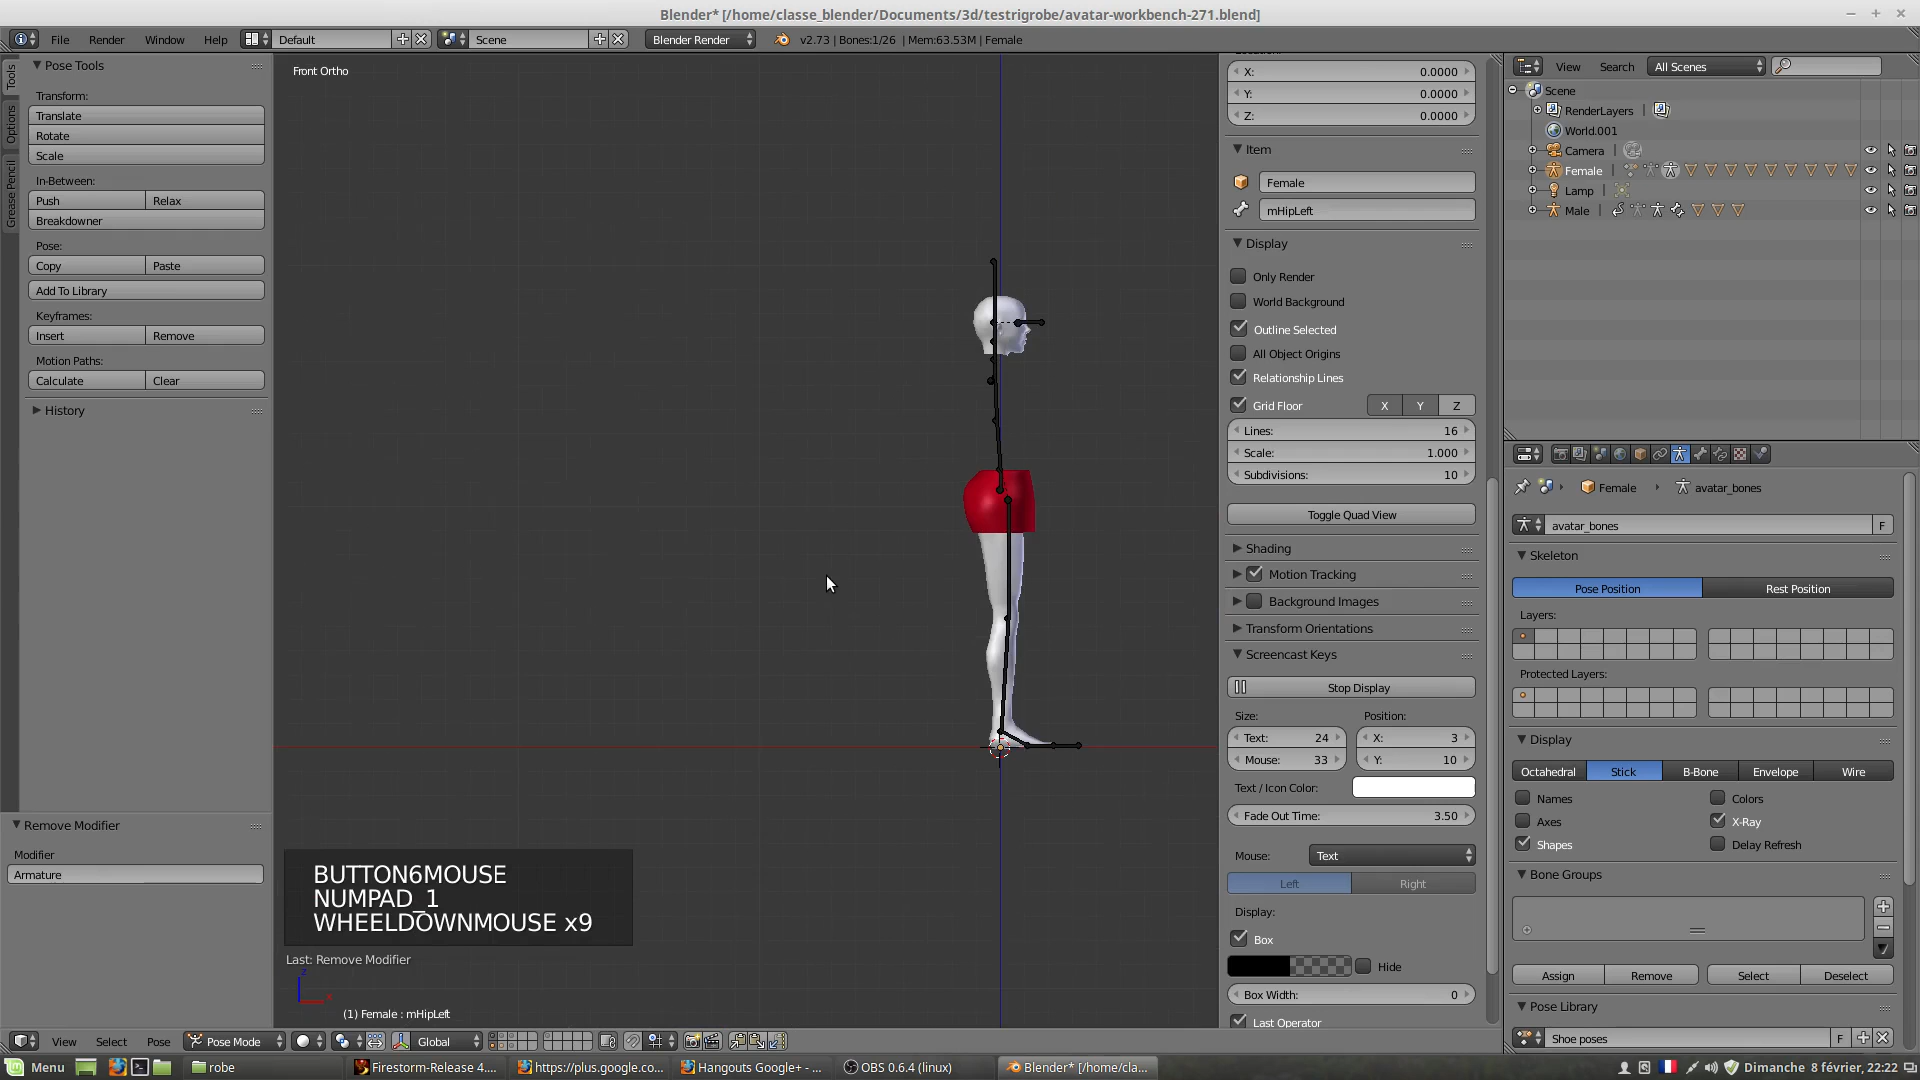 Blender* [/home/classe_blender/Documents/3d/testrigrobe/avatar-workbench-271.blend]
File Render Window Help Default Scene Blender Render v2.73 | Bones:1/26 | Mem:63.53M | Female
Tools
Options
Grease Pencil
Pose Tools
Transform:
Translate
Rotate
Scale
In-Between:
Push Relax
Breakdowner
Pose:
Copy Paste
Add To Library
Keyframes:
Insert Remove
Motion Paths:
Calculate Clear
History
Remove Modifier
Modifier
Armature
Front Ortho
BUTTON6MOUSE
NUMPAD_1
WHEELDOWNMOUSE x9
Last: Remove Modifier
z
x
(1) Female : mHipLeft
View Select Pose Pose Mode Global
X: 0.0000
Y: 0.0000
Z: 0.0000
Item
Female
mHipLeft
Display
Only Render
World Background
Outline Selected
All Object Origins
Relationship Lines
Grid Floor X Y Z
Lines: 16
Scale: 1.000
Subdivisions: 10
Toggle Quad View
Shading
Motion Tracking
Background Images
Transform Orientations
Screencast Keys
Stop Display
Size: Position:
Text: 24 X: 3
Mouse: 33 Y: 10
Text / Icon Color:
Fade Out Time: 3.50
Mouse: Text
Left Right
Display:
Box
Hide
Box Width: 0
Last Operator
View Search All Scenes
Scene
RenderLayers
World.001
Camera
Female
Lamp
Male
Female avatar_bones
avatar_bones F
Skeleton
Pose Position Rest Position
Layers:
Protected Layers:
Display
Octahedral Stick B-Bone Envelope Wire
Names Colors
Axes X-Ray
Shapes Delay Refresh
Bone Groups
Assign Remove Select Deselect
Pose Library
Shoe poses F
Menu robe Firestorm-Release 4.... https://plus.google.co... Hangouts Google+ - ... OBS 0.6.4 (linux) Blender* [/home/cla... Dimanche 8 février, 22:22